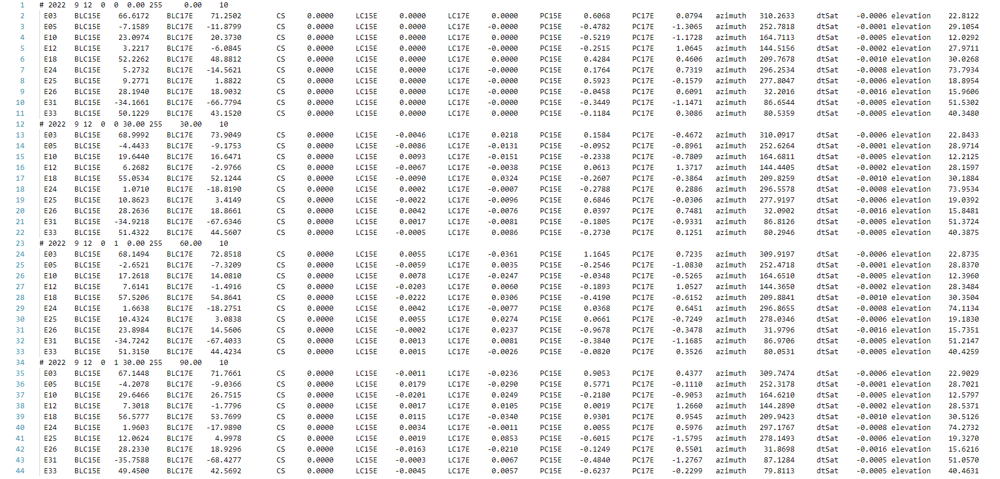 1 # 2022 9 12 0 0 0.00 255 0.00 10
2 E03 BLC15E 66.6172 BLC17E 71.2502 CS 0.0000 LC15E 0.0000 LC17E 0.0000 PC15E 0.6068 PC17E 0.0794 azimuth 310.2633 dtSat -0.0006 elevation 22.8122
3 E05 BLC15E -7.1589 BLC17E -11.8799 CS 0.0000 LC15E 0.0000 LC17E 0.0000 PC15E -0.4782 PC17E -1.3065 azimuth 252.7818 dtSat -0.0001 elevation 29.1054
4 E10 BLC15E 23.0974 BLC17E 20.3730 CS 0.0000 LC15E 0.0000 LC17E 0.0000 PC15E -0.5219 PC17E -1.1728 azimuth 164.7113 dtSat -0.0005 elevation 12.0292
5 E12 BLC15E 3.2217 BLC17E -6.0845 CS 0.0000 LC15E 0.0000 LC17E -0.0000 PC15E -0.2515 PC17E 1.0645 azimuth 144.5156 dtSat -0.0002 elevation 27.9711
6 E18 BLC15E 52.2262 BLC17E 48.8812 CS 0.0000 LC15E 0.0000 LC17E 0.0000 PC15E 0.4284 PC17E 0.4606 azimuth 209.7678 dtSat -0.0010 elevation 30.0268
7 E24 BLC15E 5.2732 BLC17E -14.5621 CS 0.0000 LC15E 0.0000 LC17E -0.0000 PC15E 0.1764 PC17E 0.7319 azimuth 296.2534 dtSat -0.0008 elevation 73.7934
8 E25 BLC15E 9.2771 BLC17E 1.8822 CS 0.0000 LC15E 0.0000 LC17E -0.0000 PC15E 0.5923 PC17E -0.1579 azimuth 277.8047 dtSat -0.0006 elevation 18.8954
9 E26 BLC15E 28.1940 BLC17E 18.9032 CS 0.0000 LC15E 0.0000 LC17E -0.0000 PC15E -0.0458 PC17E 0.6091 azimuth 32.2016 dtSat -0.0016 elevation 15.9606
10 E31 BLC15E -34.1661 BLC17E -66.7794 CS 0.0000 LC15E 0.0000 LC17E -0.0000 PC15E -0.3449 PC17E -1.1471 azimuth 86.6544 dtSat -0.0005 elevation 51.5302
11 E33 BLC15E 50.1229 BLC17E 43.1520 CS 0.0000 LC15E 0.0000 LC17E 0.0000 PC15E -0.1184 PC17E 0.3086 azimuth 80.5359 dtSat -0.0005 elevation 40.3480
12 # 2022 9 12 0 0 30.00 255 30.00 10
13 E03 BLC15E 68.9992 BLC17E 73.9049 CS 0.0000 LC15E -0.0046 LC17E 0.0218 PC15E 0.1584 PC17E -0.4672 azimuth 310.0917 dtSat -0.0006 elevation 22.8433
14 E05 BLC15E -4.4433 BLC17E -9.1753 CS 0.0000 LC15E -0.0086 LC17E -0.0131 PC15E -0.0952 PC17E -0.8961 azimuth 252.6264 dtSat -0.0001 elevation 28.9714
15 E10 BLC15E 19.6440 BLC17E 16.6471 CS 0.0000 LC15E 0.0093 LC17E -0.0151 PC15E -0.2338 PC17E -0.7809 azimuth 164.6811 dtSat -0.0005 elevation 12.2125
16 E12 BLC15E 6.2682 BLC17E -2.9766 CS 0.0000 LC15E -0.0067 LC17E -0.0038 PC15E 0.0613 PC17E 1.3717 azimuth 144.4405 dtSat -0.0002 elevation 28.1597
17 E18 BLC15E 55.0534 BLC17E 52.1244 CS 0.0000 LC15E -0.0090 LC17E 0.0324 PC15E -0.2607 PC17E -0.3864 azimuth 209.8259 dtSat -0.0010 elevation 30.1884
18 E24 BLC15E 1.0710 BLC17E -18.8190 CS 0.0000 LC15E 0.0002 LC17E -0.0007 PC15E -0.2788 PC17E 0.2886 azimuth 296.5578 dtSat -0.0008 elevation 73.9534
19 E25 BLC15E 10.8623 BLC17E 3.4149 CS 0.0000 LC15E -0.0022 LC17E -0.0096 PC15E 0.6846 PC17E -0.0306 azimuth 277.9197 dtSat -0.0006 elevation 19.0392
20 E26 BLC15E 28.2636 BLC17E 18.8661 CS 0.0000 LC15E 0.0042 LC17E -0.0076 PC15E 0.0397 PC17E 0.7481 azimuth 32.0902 dtSat -0.0016 elevation 15.8481
21 E31 BLC15E -34.9218 BLC17E -67.6346 CS 0.0000 LC15E 0.0017 LC17E -0.0081 PC15E -0.1805 PC17E -0.9331 azimuth 86.8126 dtSat -0.0005 elevation 51.3724
22 E33 BLC15E 51.4322 BLC17E 44.5607 CS 0.0000 LC15E -0.0005 LC17E 0.0086 PC15E -0.2730 PC17E 0.1251 azimuth 80.2946 dtSat -0.0005 elevation 40.3875
23 # 2022 9 12 0 1 0.00 255 60.00 10
24 E03 BLC15E 68.1494 BLC17E 72.8518 CS 0.0000 LC15E 0.0055 LC17E -0.0361 PC15E 1.1645 PC17E 0.7235 azimuth 309.9197 dtSat -0.0006 elevation 22.8735
25 E05 BLC15E -2.6521 BLC17E -7.3209 CS 0.0000 LC15E -0.0059 LC17E 0.0035 PC15E -0.2546 PC17E -1.0830 azimuth 252.4718 dtSat -0.0001 elevation 28.8370
26 E10 BLC15E 17.2618 BLC17E 14.0810 CS 0.0000 LC15E 0.0078 LC17E -0.0247 PC15E -0.0348 PC17E -0.5265 azimuth 164.6510 dtSat -0.0005 elevation 12.3960
27 E12 BLC15E 7.6141 BLC17E -1.4916 CS 0.0000 LC15E -0.0203 LC17E 0.0060 PC15E -0.1893 PC17E 1.0527 azimuth 144.3650 dtSat -0.0002 elevation 28.3484
28 E18 BLC15E 57.5206 BLC17E 54.8641 CS 0.0000 LC15E -0.0222 LC17E 0.0306 PC15E -0.4190 PC17E -0.6152 azimuth 209.8841 dtSat -0.0010 elevation 30.3504
29 E24 BLC15E 1.6638 BLC17E -18.2751 CS 0.0000 LC15E 0.0042 LC17E -0.0077 PC15E 0.0368 PC17E 0.6451 azimuth 296.8655 dtSat -0.0008 elevation 74.1134
30 E25 BLC15E 10.4324 BLC17E 3.0838 CS 0.0000 LC15E 0.0055 LC17E 0.0274 PC15E 0.0661 PC17E -0.7249 azimuth 278.0346 dtSat -0.0006 elevation 19.1830
31 E26 BLC15E 23.8984 BLC17E 14.5606 CS 0.0000 LC15E -0.0002 LC17E 0.0237 PC15E -0.9678 PC17E -0.3478 azimuth 31.9796 dtSat -0.0016 elevation 15.7351
32 E31 BLC15E -34.7242 BLC17E -67.4033 CS 0.0000 LC15E 0.0013 LC17E 0.0081 PC15E -0.3840 PC17E -1.1685 azimuth 86.9706 dtSat -0.0005 elevation 51.2147
33 E33 BLC15E 51.3150 BLC17E 44.4234 CS 0.0000 LC15E 0.0015 LC17E -0.0026 PC15E -0.0820 PC17E 0.3526 azimuth 80.0531 dtSat -0.0005 elevation 40.4259
34 # 2022 9 12 0 1 30.00 255 90.00 10
35 E03 BLC15E 67.1448 BLC17E 71.7661 CS 0.0000 LC15E -0.0011 LC17E -0.0236 PC15E 0.9053 PC17E 0.4377 azimuth 309.7474 dtSat -0.0006 elevation 22.9029
36 E05 BLC15E -4.2078 BLC17E -9.0366 CS 0.0000 LC15E 0.0179 LC17E -0.0290 PC15E 0.5771 PC17E -0.1110 azimuth 252.3178 dtSat -0.0001 elevation 28.7021
37 E10 BLC15E 29.6466 BLC17E 26.7515 CS 0.0000 LC15E -0.0201 LC17E 0.0249 PC15E -0.2180 PC17E -0.9053 azimuth 164.6210 dtSat -0.0005 elevation 12.5797
38 E12 BLC15E 7.3018 BLC17E -1.7796 CS 0.0000 LC15E 0.0017 LC17E 0.0105 PC15E 0.0019 PC17E 1.2660 azimuth 144.2890 dtSat -0.0002 elevation 28.5371
39 E18 BLC15E 56.5777 BLC17E 53.7699 CS 0.0000 LC15E 0.0115 LC17E -0.0340 PC15E 0.9301 PC17E 0.9545 azimuth 209.9423 dtSat -0.0010 elevation 30.5126
40 E24 BLC15E 1.9603 BLC17E -17.9890 CS 0.0000 LC15E 0.0034 LC17E -0.0011 PC15E 0.0055 PC17E 0.5976 azimuth 297.1767 dtSat -0.0008 elevation 74.2732
41 E25 BLC15E 12.0624 BLC17E 4.9978 CS 0.0000 LC15E 0.0019 LC17E 0.0853 PC15E -0.6015 PC17E -1.5795 azimuth 278.1493 dtSat -0.0006 elevation 19.3270
42 E26 BLC15E 28.2330 BLC17E 18.9296 CS 0.0000 LC15E -0.0163 LC17E -0.0210 PC15E -0.1249 PC17E 0.5501 azimuth 31.8698 dtSat -0.0016 elevation 15.6216
43 E31 BLC15E -35.7588 BLC17E -68.4277 CS 0.0000 LC15E -0.0003 LC17E 0.0067 PC15E -0.4840 PC17E -1.2767 azimuth 87.1284 dtSat -0.0005 elevation 51.0570
44 E33 BLC15E 49.4500 BLC17E 42.5692 CS 0.0000 LC15E -0.0045 LC17E 0.0057 PC15E -0.6237 PC17E -0.2299 azimuth 79.8113 dtSat -0.0005 elevation 40.4631